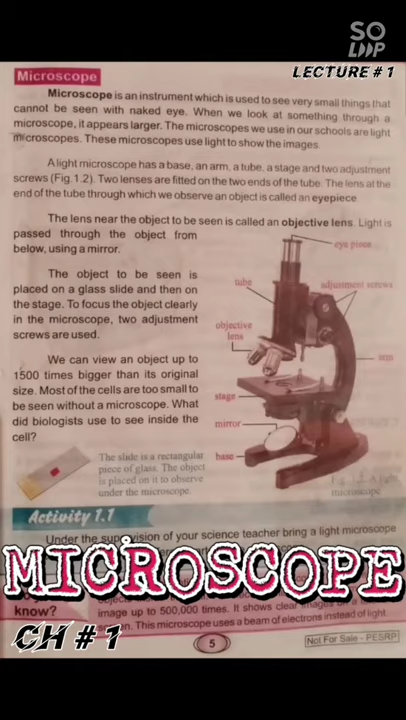 SO
LOOP
LECTURE # 1
Microscope
Microscope is an instrument which is used to see very small things that
cannot be seen with naked eye. When we look at something through a
microscope, it appears larger. The microscopes we use in our schools are light
microscopes. These microscopes use light to show the images.
A light microscope has a base, an arm, a tube, a stage and two adjustment
screws (Fig.1.2). Two lenses are fitted on the two ends of the tube. The lens at the
end of the tube through which we observe an object is called an eyepiece.
The lens near the object to be seen is called an objective lens. Light is
passed through the object from
below, using a mirror.
The object to be seen is
placed on a glass slide and then on
the stage. To focus the object clearly
in the microscope, two adjustment
screws are used.
We can view an object up to
1500 times bigger than its original
size. Most of the cells are too small to
be seen without a microscope. What
did biologists use to see inside the
cell?
eye piece
tube
adjustment screws
objective
lens
arm
stage
mirror
base
The slide is a rectangular
piece of glass. The object
is placed on it to observe
under the microscope.
microscope
Activity 1.1
Under the supervision of your science teacher bring a light microscope
MICROSCOPE
know?
image up to 500,000 times. It shows clear images on a
This microscope uses a beam of electrons instead of light.
CH # 1
5
Not For Sale - PESRP